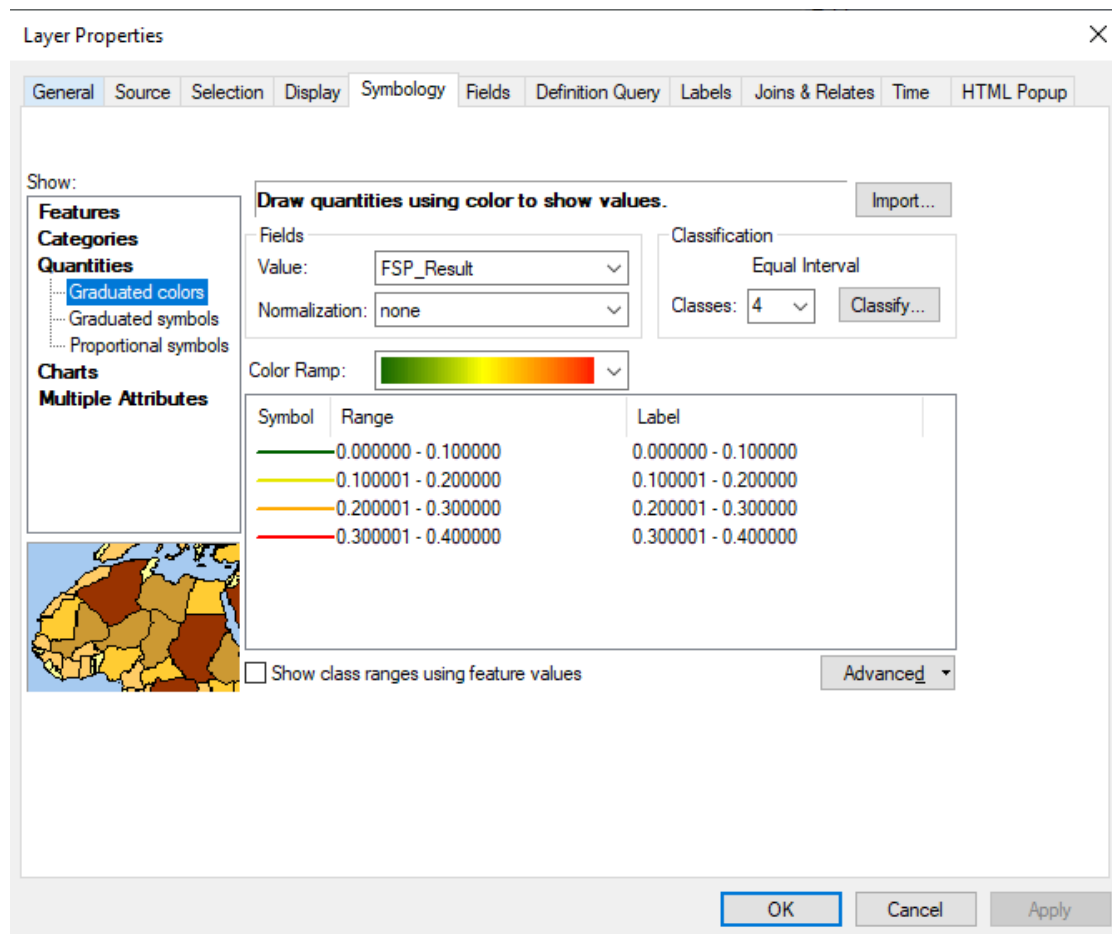 Layer Properties
General Source Selection Display Symbology Fields Definition Query Labels Joins & Relates Time HTML Popup
Show:
Features
Categories
Quantities
Graduated colors
Graduated symbols
Proportional symbols
Charts
Multiple Attributes
Draw quantities using color to show values.
Import...
Fields
Value: FSP_Result
Normalization: none
Classification
Equal Interval
Classes: 4 Classify...
Color Ramp:
Symbol Range Label
0.000000 - 0.100000 0.000000 - 0.100000
0.100001 - 0.200000 0.100001 - 0.200000
0.200001 - 0.300000 0.200001 - 0.300000
0.300001 - 0.400000 0.300001 - 0.400000
Show class ranges using feature values
Advanced
OK Cancel Apply